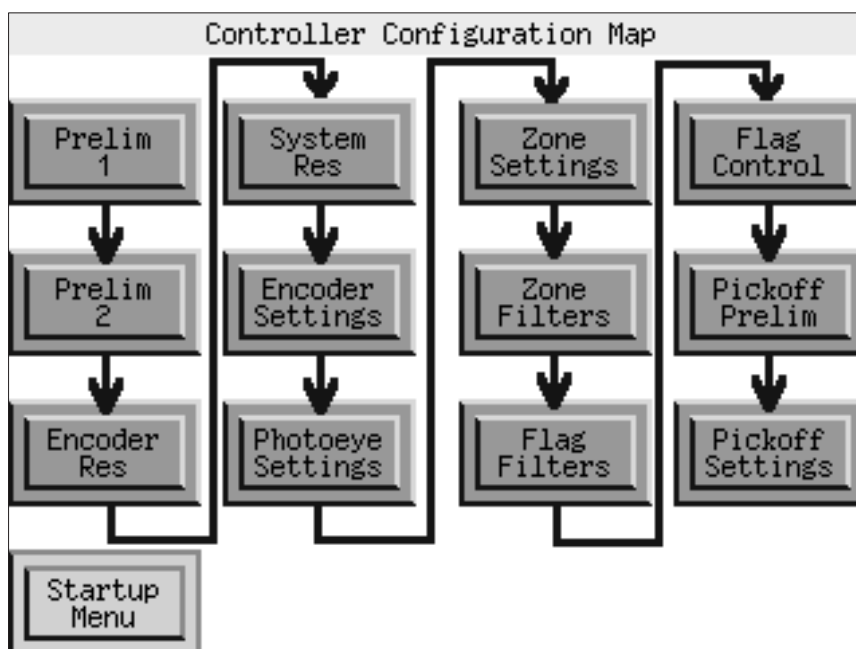 Controller Configuration Map
Prelim
1
Prelim
2
Encoder
Res
System
Res
Encoder
Settings
Photoeye
Settings
Zone
Settings
Zone
Filters
Flag
Filters
Flag
Control
Pickoff
Prelim
Pickoff
Settings
Startup
Menu